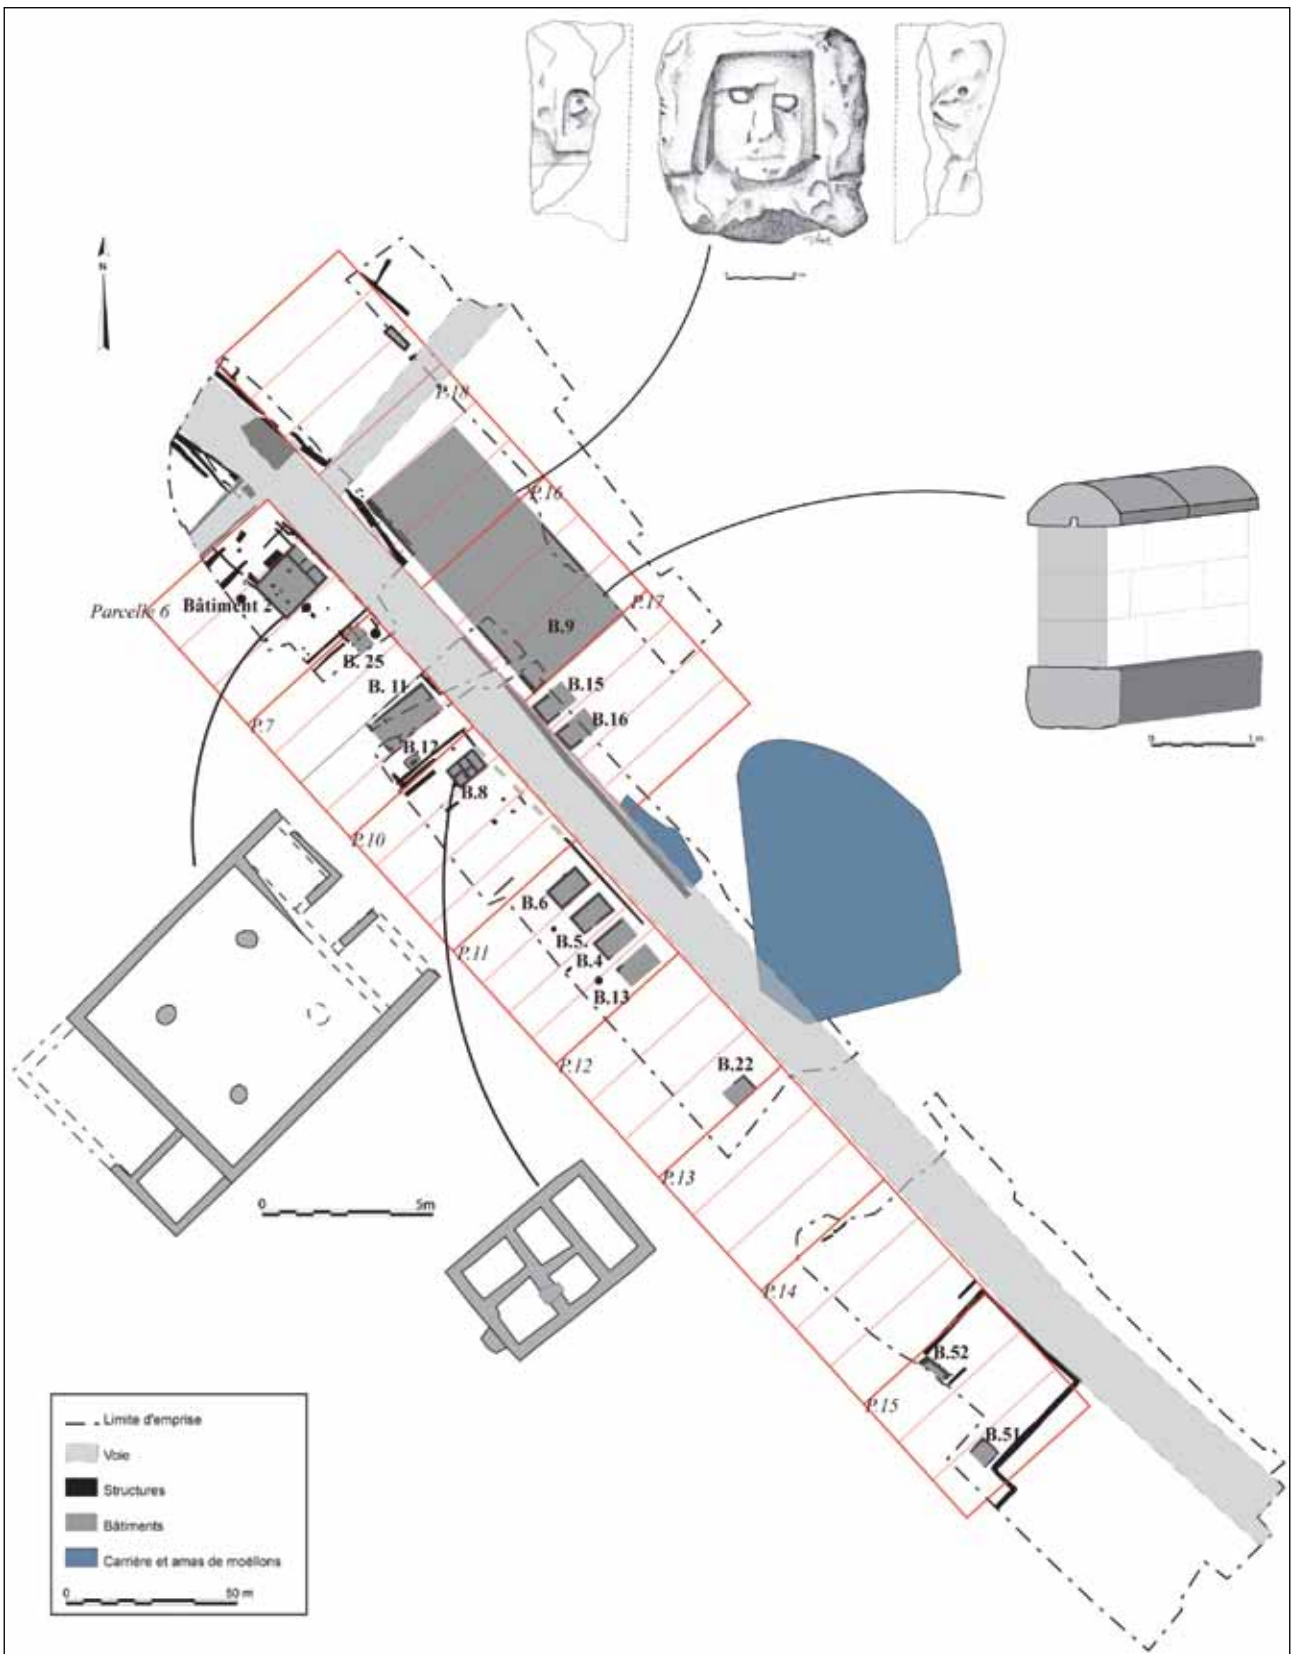 N
P.18
P.16
P.17
Parcelle 6
Bâtiment 2
B.9
B. 25
B.15
B. 11
B.16
P.7
B.12
B.8
0 1 m
P.10
B.6
P.11
B.5
B.4
B.13
P.12
B.22
P.13
0 5m
P.14
B.52
P.15
B.51
Limite d'emprise
Voie
Structures
Bâtiments
Carrière et amas de moëllons
0 50 m